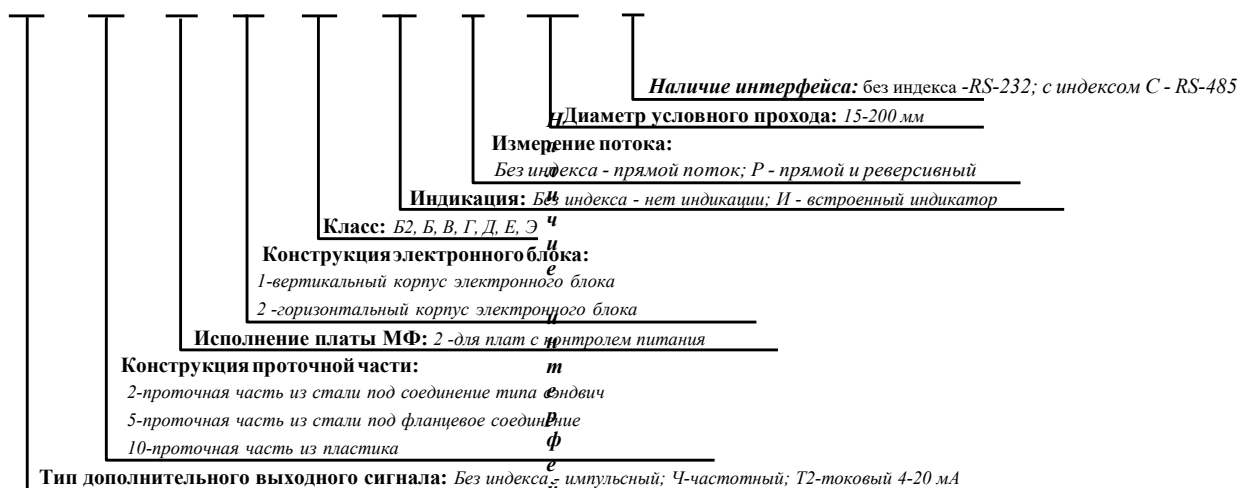 Наличие интерфейса: без индекса -RS-232; с индексом С - RS-485
Диаметр условного прохода: 15-200 мм
Измерение потока:
Без индекса - прямой поток; Р - прямой и реверсивный
Индикация: Без индекса - нет индикации; И - встроенный индикатор
Класс: Б2, Б, В, Г, Д, Е, Э
Конструкция электронного блока:
1-вертикальный корпус электронного блока
2 -горизонтальный корпус электронного блока
Исполнение платы МФ: 2 -для плат с контролем питания
Конструкция проточной части:
2-проточная часть из стали под соединение типа сэндвич
5-проточная часть из стали под фланцевое соединение
10-проточная часть из пластика
Тип дополнительного выходного сигнала: Без индекса - импульсный; Ч-частотный; Т2-токовый 4-20 мА
Наличие интерфей